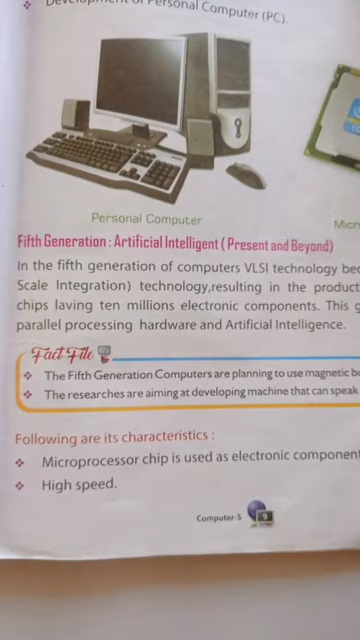 Development of Personal Computer (PC).
Personal Computer
Fifth Generation : Artificial Intelligent ( Present and Beyond)
In the fifth generation of computers VLSI technology
Scale Integration) technology,resulting in the
chips laving ten millions electronic components. This
parallel processing hardware and Artificial Intelligence.
Fact File
❖ The Fifth Generation Computers are planning to use magnetic
❖ The researches are aiming at developing machine that can speak
Following are its characteristics :
❖ Microprocessor chip is used as electronic
❖ High speed.
Computer-5